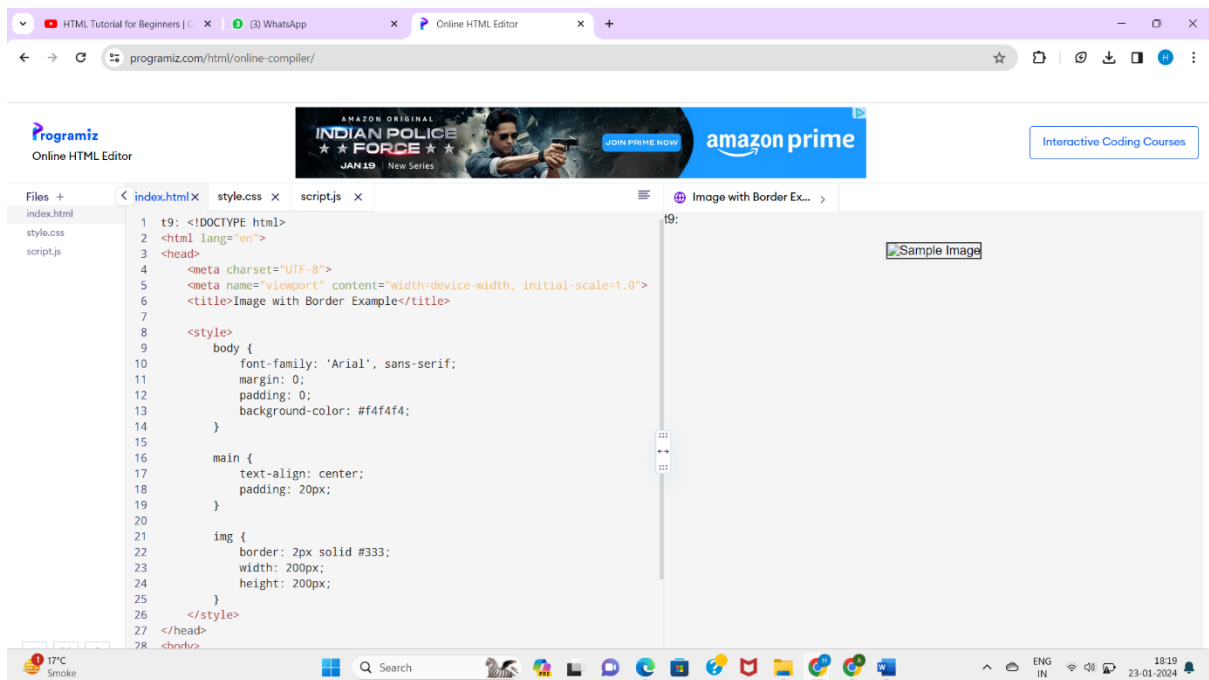 HTML Tutorial for Beginners | C
(3) WhatsApp
Online HTML Editor
programiz.com/html/online-compiler/
H
Programiz
Online HTML Editor
AMAZON ORIGINAL
INDIAN POLICE
FORCE
JAN 19 | New Series
JOIN PRIME NOW
amazon prime
Interactive Coding Courses
Files +
index.html
style.css
script.js
index.html
style.css
script.js
Image with Border Ex...
1 t9: <!DOCTYPE html>
2 <html lang="en">
3 <head>
4 <meta charset="UTF-8">
5 <meta name="viewport" content="width=device-width, initial-scale=1.0">
6 <title>Image with Border Example</title>
7
8 <style>
9 body {
10 font-family: 'Arial', sans-serif;
11 margin: 0;
12 padding: 0;
13 background-color: #f4f4f4;
14 }
15
16 main {
17 text-align: center;
18 padding: 20px;
19 }
20
21 img {
22 border: 2px solid #333;
23 width: 200px;
24 height: 200px;
25 }
26 </style>
27 </head>
28 <body>
t9:
Sample Image
1
17°C
Smoke
Search
ENG
IN
18:19
23-01-2024